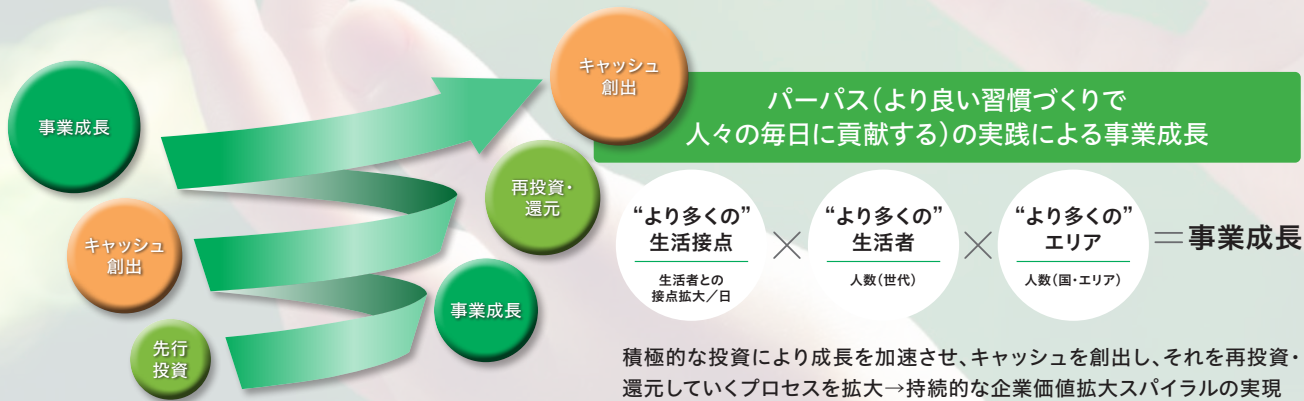 キャッシュ
創出
事業成長
再投資・
還元
キャッシュ
創出
事業成長
先行
投資
パーパス（より良い習慣づくりで
人々の毎日に貢献する）の実践による事業成長
“より多くの”
生活接点
生活者との
接点拡大／日
×
“より多くの”
生活者
人数（世代）
×
“より多くの”
エリア
人数（国・エリア）
＝事業成長
積極的な投資により成長を加速させ、キャッシュを創出し、それを再投資・
還元していくプロセスを拡大→持続的な企業価値拡大スパイラルの実現